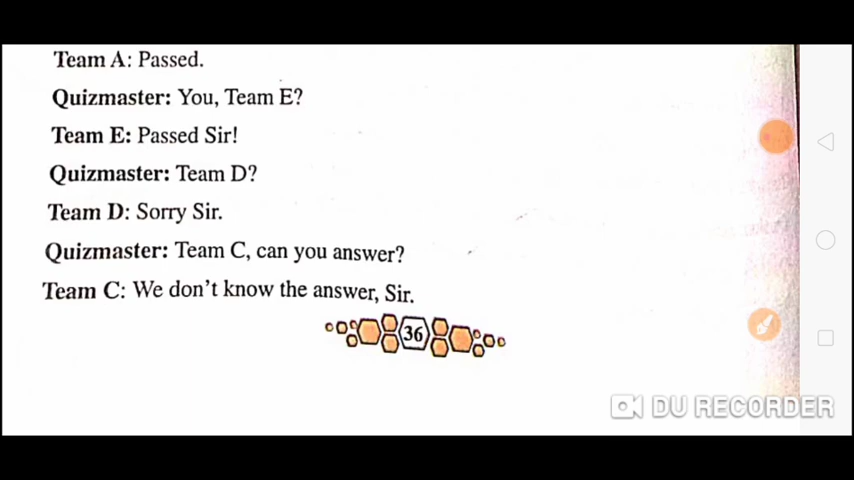 Team A: Passed.
Quizmaster: You, Team E?
Team E: Passed Sir!
Quizmaster: Team D?
Team D: Sorry Sir.
Quizmaster: Team C, can you answer?
Team C: We don't know the answer, Sir.
36
DU RECORDER